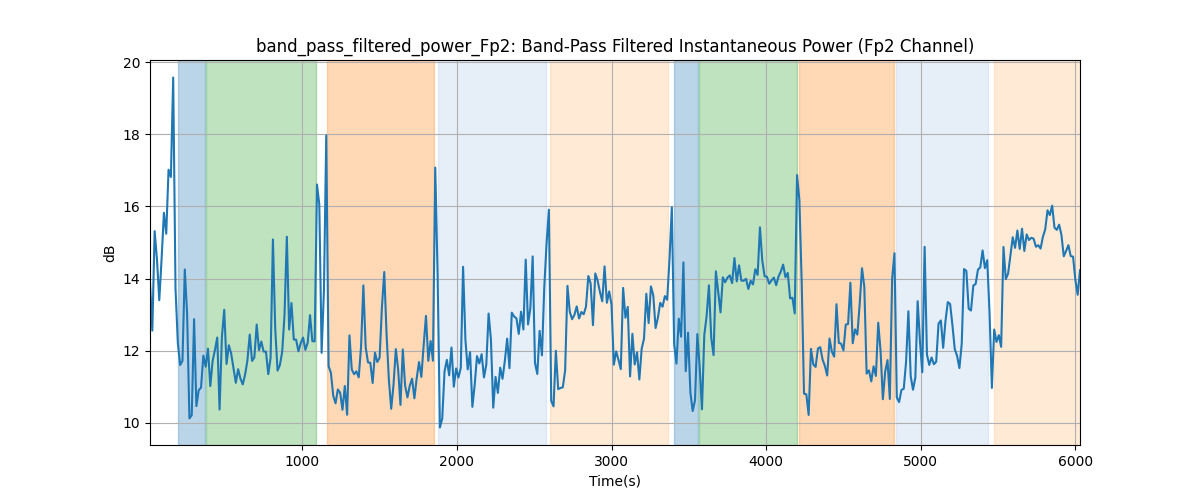 band_pass_filtered_power_Fp2: Band-Pass Filtered Instantaneous Power (Fp2 Channel)
20
18
16
14
12
10
dB
1000 2000 3000 4000 5000 6000
Time(s)